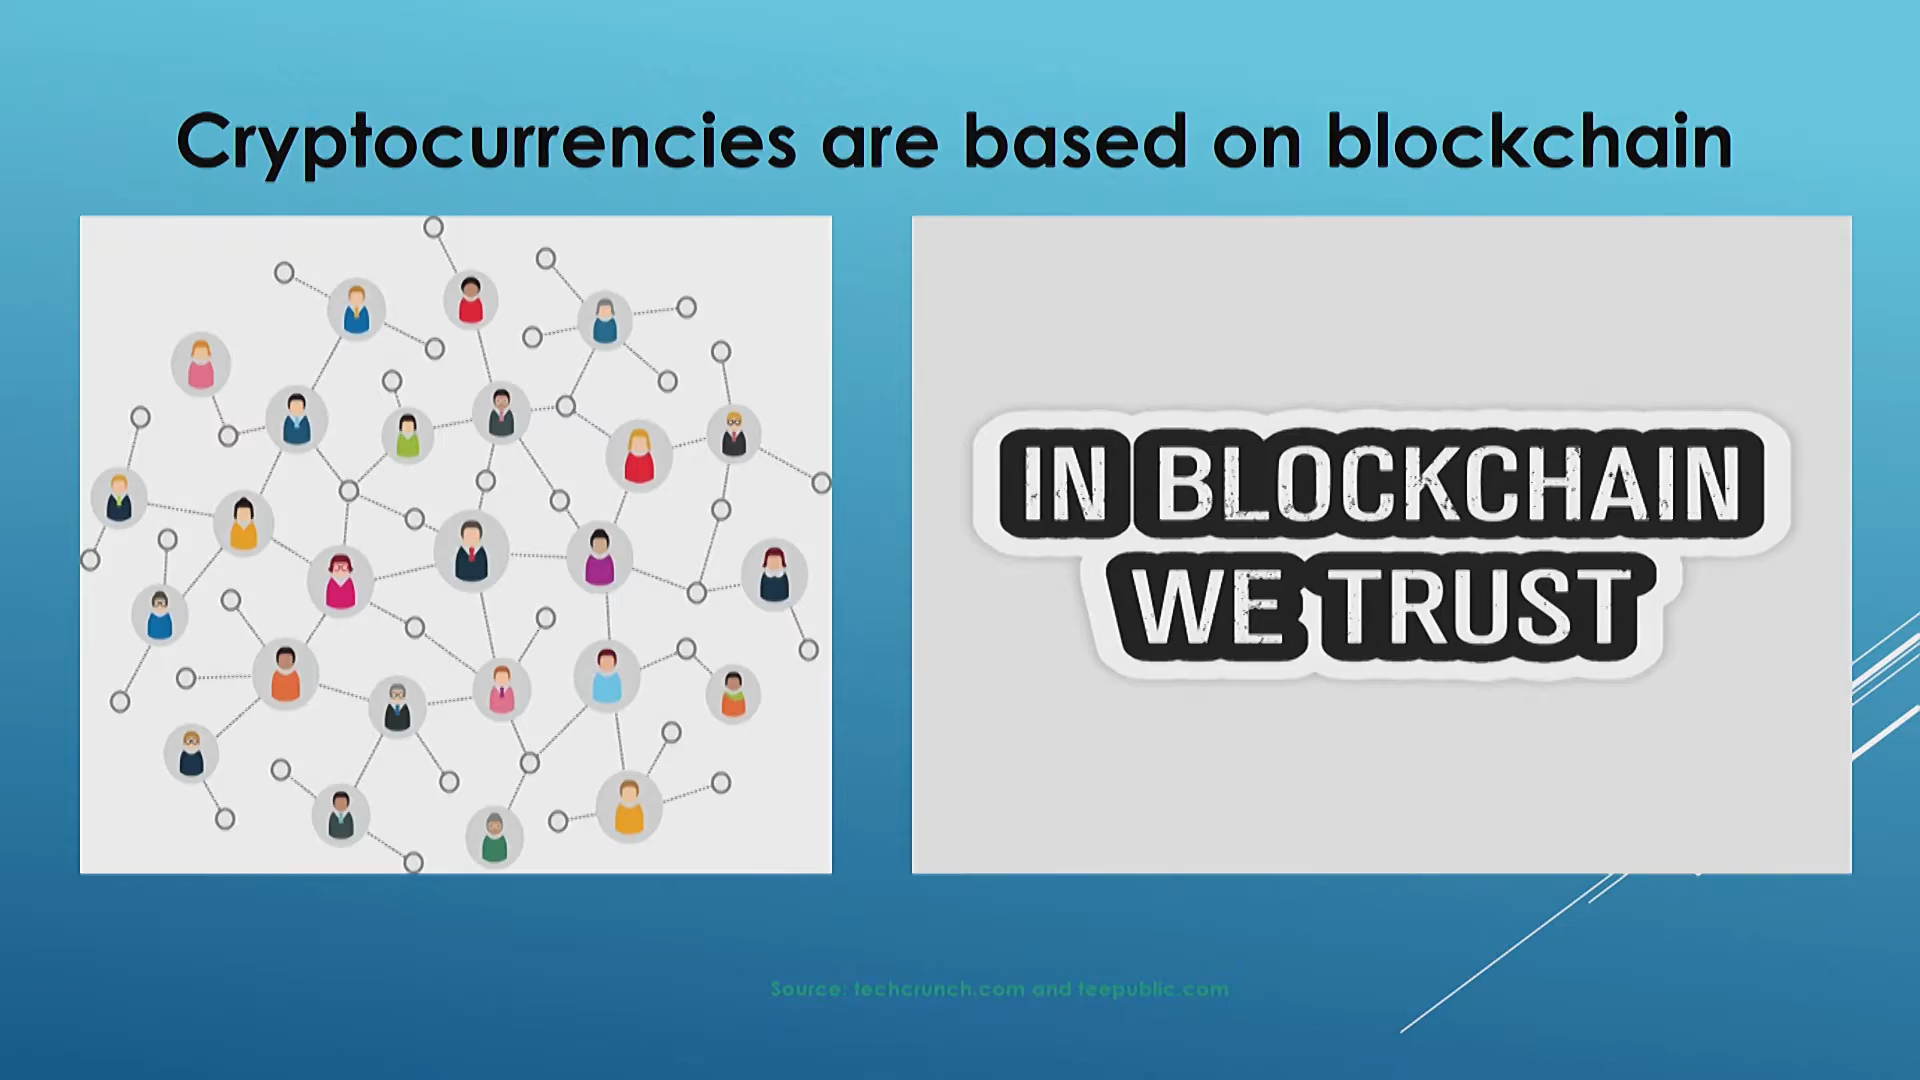 Cryptocurrencies are based on blockchain
IN BLOCKCHAIN
WE TRUST
Source: techcrunch.com and teepublic.com